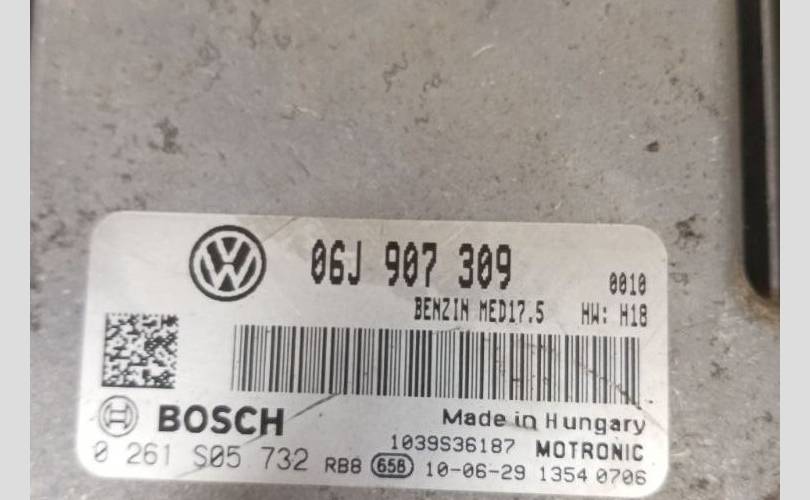 06J 907 309
0010
BENZIN MED17.5 HW: H18
BOSCH
Made in Hungary
1039S36187 MOTRONIC
0 261 S05 732 RB8 658 10-06-29 1354 0706